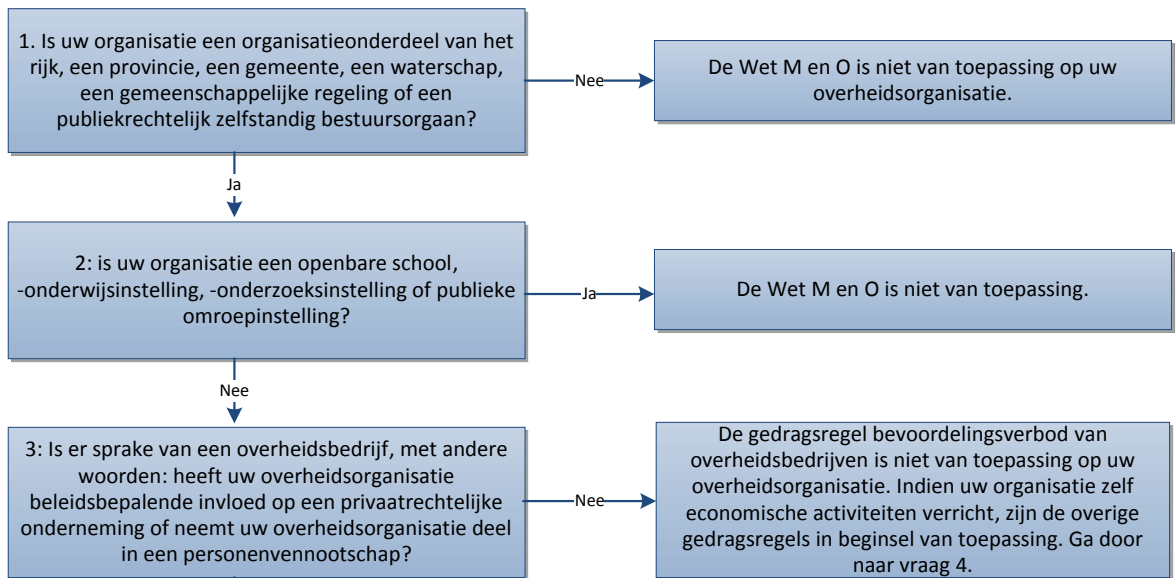 1. Is uw organisatie een organisatieonderdeel van het
rijk, een provincie, een gemeente, een waterschap,
een gemeenschappelijke regeling of een
publiekrechtelijk zelfstandig bestuursorgaan?
Nee
De Wet M en O is niet van toepassing op uw
overheidsorganisatie.
Ja
2: is uw organisatie een openbare school,
-onderwijsinstelling, -onderzoeksinstelling of publieke
omroepinstelling?
Ja
De Wet M en O is niet van toepassing.
Nee
3: Is er sprake van een overheidsbedrijf, met andere
woorden: heeft uw overheidsorganisatie
beleidsbepalende invloed op een privaatrechtelijke
onderneming of neemt uw overheidsorganisatie deel
in een personenvennootschap?
Nee
De gedragsregel bevoordelingsverbod van
overheidsbedrijven is niet van toepassing op uw
overheidsorganisatie. Indien uw organisatie zelf
economische activiteiten verricht, zijn de overige
gedragsregels in beginsel van toepassing. Ga door
naar vraag 4.